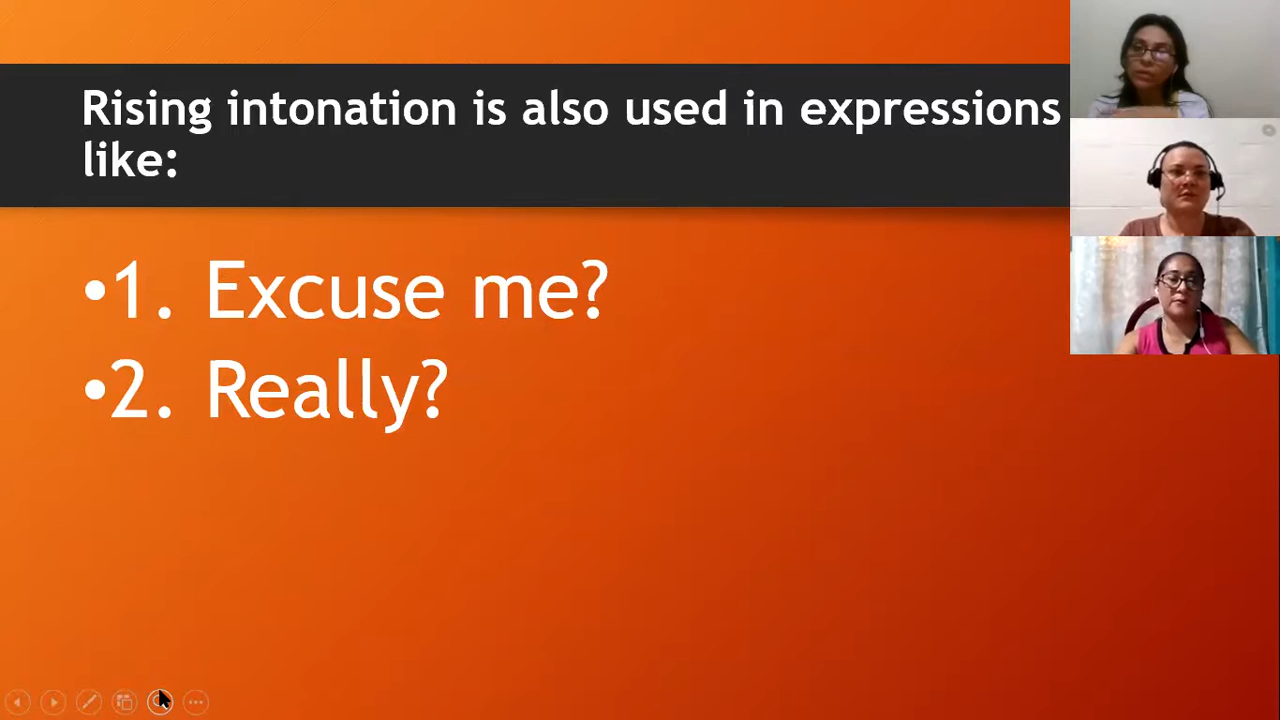 Rising intonation is also used in expressions
like:
•1. Excuse me?
•2. Really?